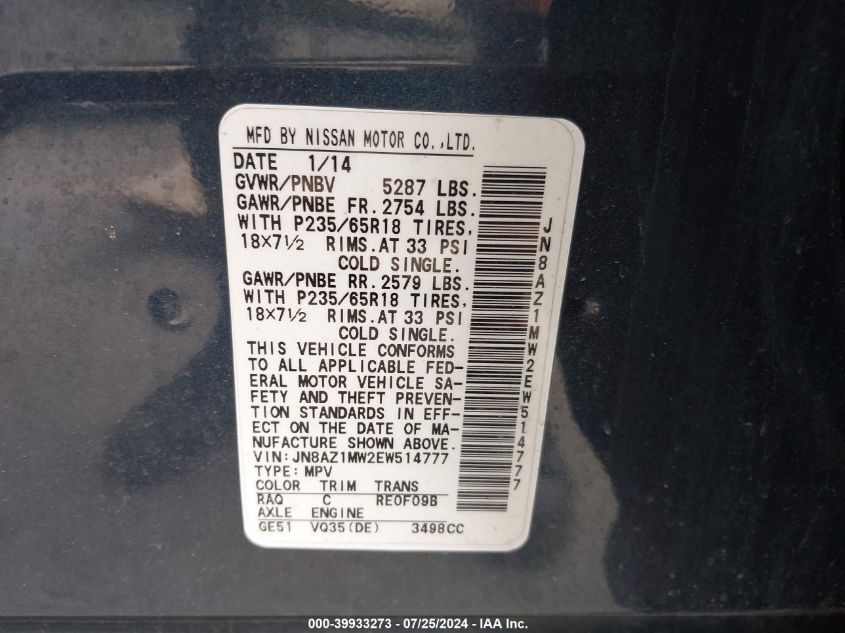 MFD BY NISSAN MOTOR CO.,LTD.
DATE 1/14
GVWR/PNBV 5287 LBS.
GAWR/PNBE FR. 2754 LBS.
WITH P235/65R18 TIRES,
18×7½ RIMS. AT 33 PSI
COLD SINGLE.
GAWR/PNBE RR. 2579 LBS.
WITH P235/65R18 TIRES,
18×7½ RIMS. AT 33 PSI
COLD SINGLE.
THIS VEHICLE CONFORMS
TO ALL APPLICABLE FED-
ERAL MOTOR VEHICLE SA-
FETY AND THEFT PREVEN-
TION STANDARDS IN EFF-
ECT ON THE DATE OF MA-
NUFACTURE SHOWN ABOVE.
VIN: JN8AZ1MW2EW514777
TYPE: MPV
COLOR TRIM TRANS
RAQ C RE0F09B
AXLE ENGINE
GE51 VQ35(DE) 3498CC
JN8AZ1MW2EW514777
000-39933273 - 07/25/2024 - IAA Inc.